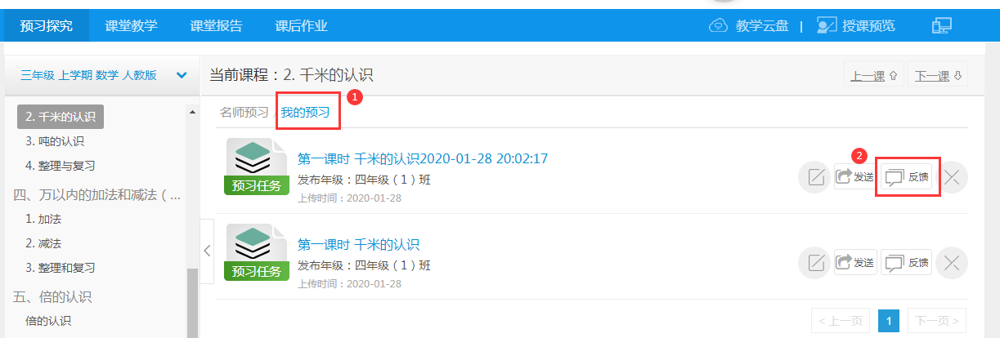 预习探究 课堂教学 课堂报告 课后作业 教学云盘 | 授课预览
三年级 上学期 数学 人教版
当前课程：2. 千米的认识
上一课 下一课
2. 千米的认识
3. 吨的认识
4. 整理与复习
四、万以内的加法和减法（ ...
1. 加法
2. 减法
3. 整理和复习
五、倍的认识
倍的认识
名师预习 / 我的预习
1
预习任务
第一课时 千米的认识2020-01-28 20:02:17
发布年级：四年级（1）班
上传时间：2020-01-28
2
发送 反馈
预习任务
第一课时 千米的认识
发布年级：四年级（1）班
上传时间：2020-01-28
发送 反馈
< 上一页 1 下一页 >